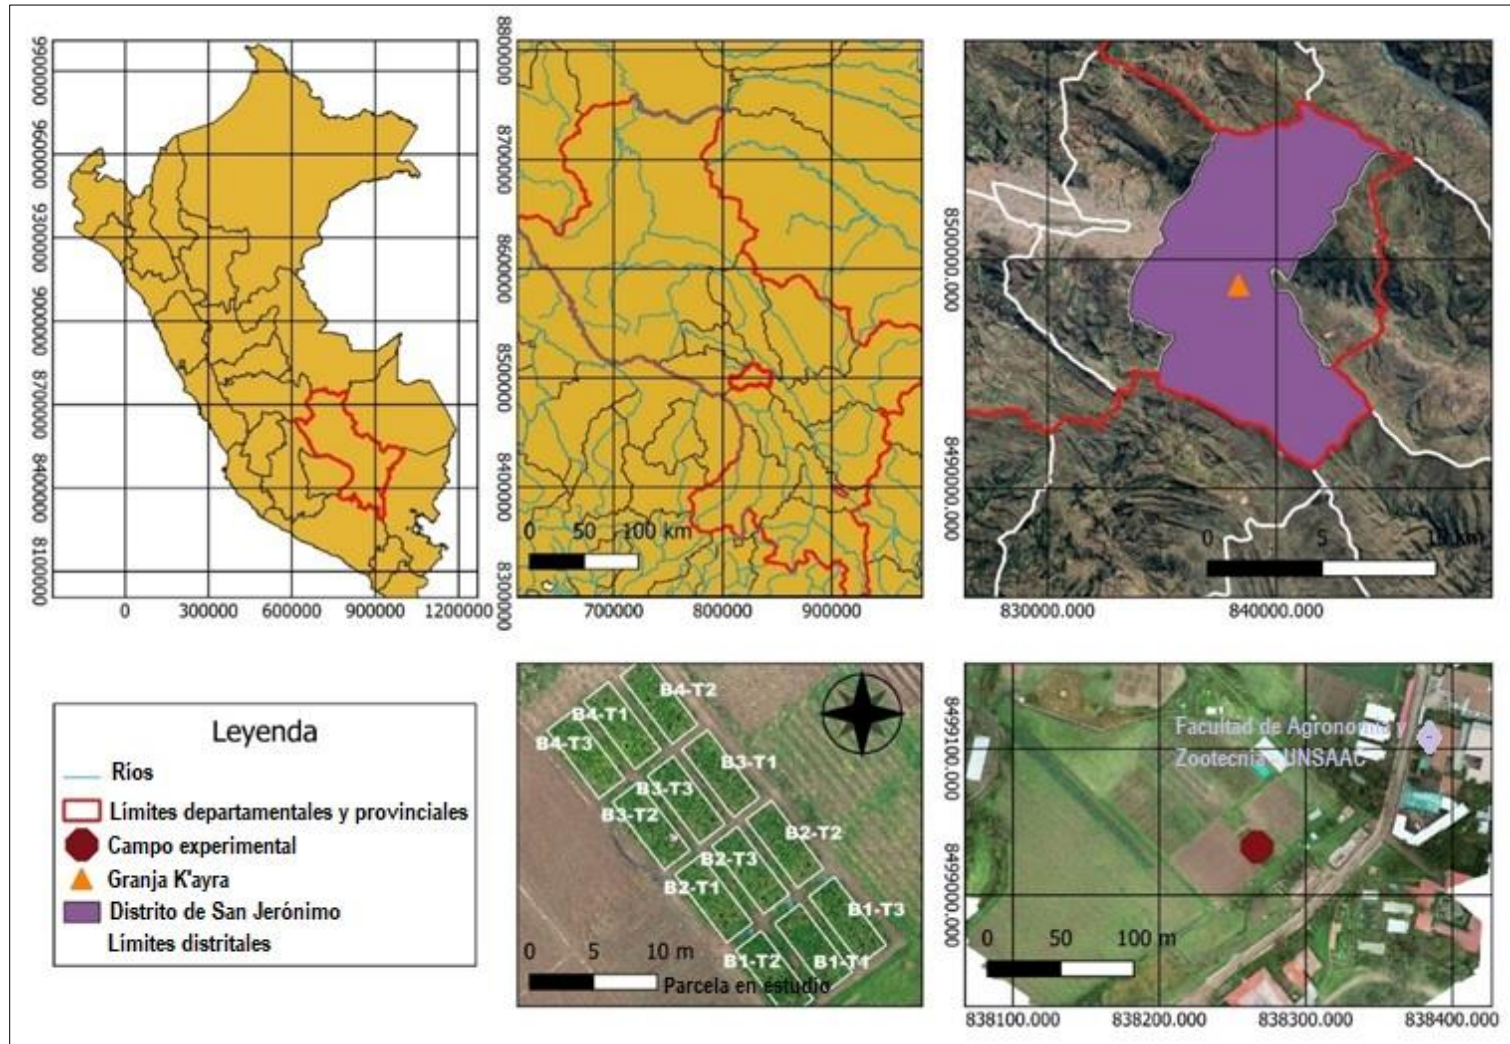 9900000
9600000
9300000
9000000
8700000
8400000
8100000
0
300000
600000
900000
1200000
8800000
8700000
8600000
8500000
8400000
8300000
0 50 100 km
700000
800000
900000
8500000.000
8490000.000
0 5 10 km
830000.000
840000.000
Leyenda
Ríos
Límites departamentales y provinciales
Campo experimental
Granja K'ayra
Distrito de San Jerónimo
Límites distritales
B4-T2
B4-T1
B4-T3
B3-T1
B3-T3
B3-T2
B2-T2
B2-T3
B2-T1
B1-T3
B1-T2
B1-T1
0 5 10 m
Parcela en estudio
Facultad de Agronomía y
Zootecnia - UNSAAC
8499100.000
8499000.000
0 50 100 m
838100.000
838200.000
838300.000
838400.000